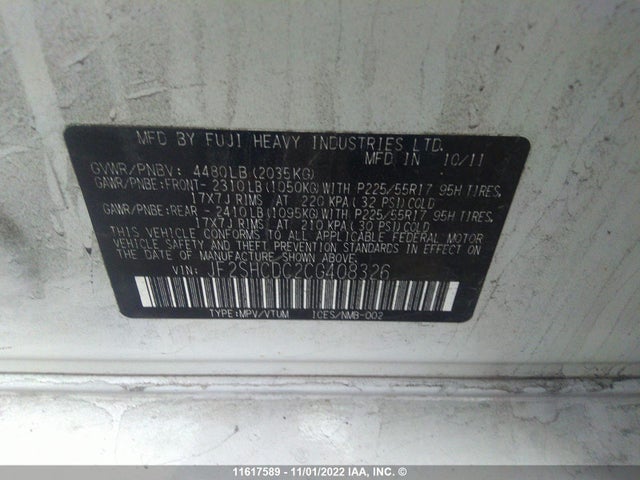 MFD BY FUJI HEAVY INDUSTRIES LTD.
MFD IN 10/11
GVWR/PNBV: 4480LB(2035KG)
GAWR/PNBE:FRONT- 2310LB(1050KG)WITH P225/55R17 95H TIRES,
17X7J RIMS AT 220 KPA(32 PSI)COLD
GAWR/PNBE:REAR - 2410LB(1095KG)WITH P225/55R17 95H TIRES,
17X7J RIMS AT 210 KPA(30 PSI)COLD
THIS VEHICLE CONFORMS TO ALL APPLICABLE FEDERAL MOTOR
VEHICLE SAFETY AND THEFT PREVENTION STANDARDS IN EFFECT ON
THE DATE OF MANUFACTURE SHOWN ABOVE.
VIN: JF2SHCDC2CG408326
TYPE:MPV/VTUM ICES/NMB-002
11617589 - 11/01/2022 IAA, INC. ©